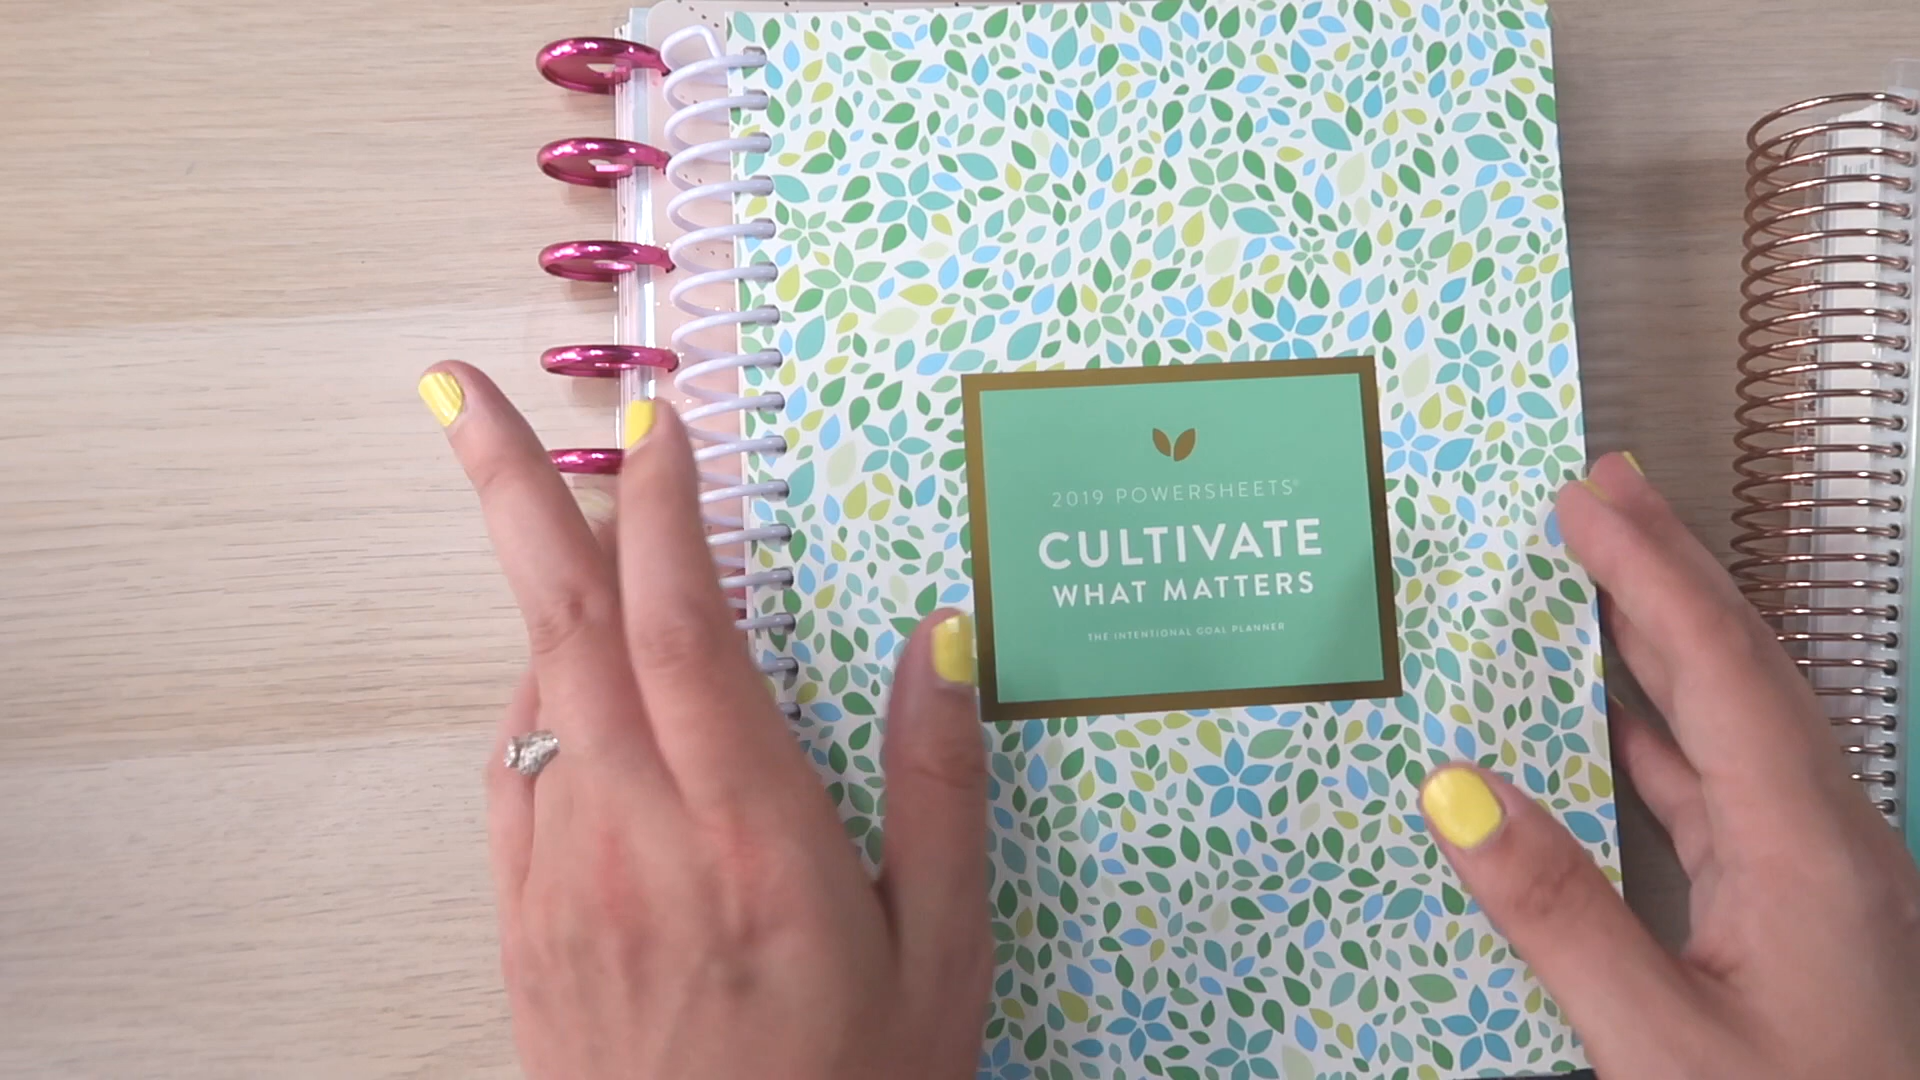 2019 POWERSHEETS®
CULTIVATE
WHAT MATTERS
THE INTENTIONAL GOAL PLANNER